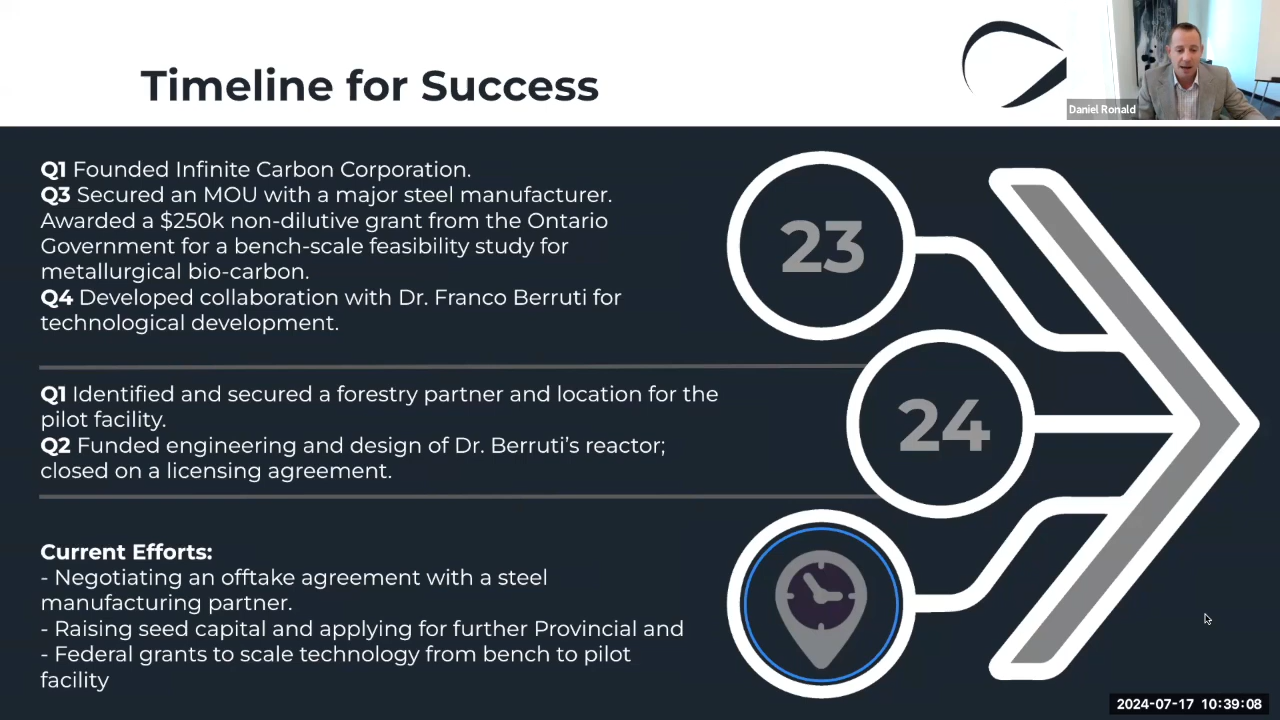 Timeline for Success
Daniel Ronald
Q1 Founded Infinite Carbon Corporation.
Q3 Secured an MOU with a major steel manufacturer.
Awarded a $250k non-dilutive grant from the Ontario
Government for a bench-scale feasibility study for
metallurgical bio-carbon.
Q4 Developed collaboration with Dr. Franco Berruti for
technological development.
23
Q1 Identified and secured a forestry partner and location for the
pilot facility.
Q2 Funded engineering and design of Dr. Berruti’s reactor;
closed on a licensing agreement.
24
Current Efforts:
- Negotiating an offtake agreement with a steel
manufacturing partner.
- Raising seed capital and applying for further Provincial and
- Federal grants to scale technology from bench to pilot
facility
2024-07-17 10:39:08